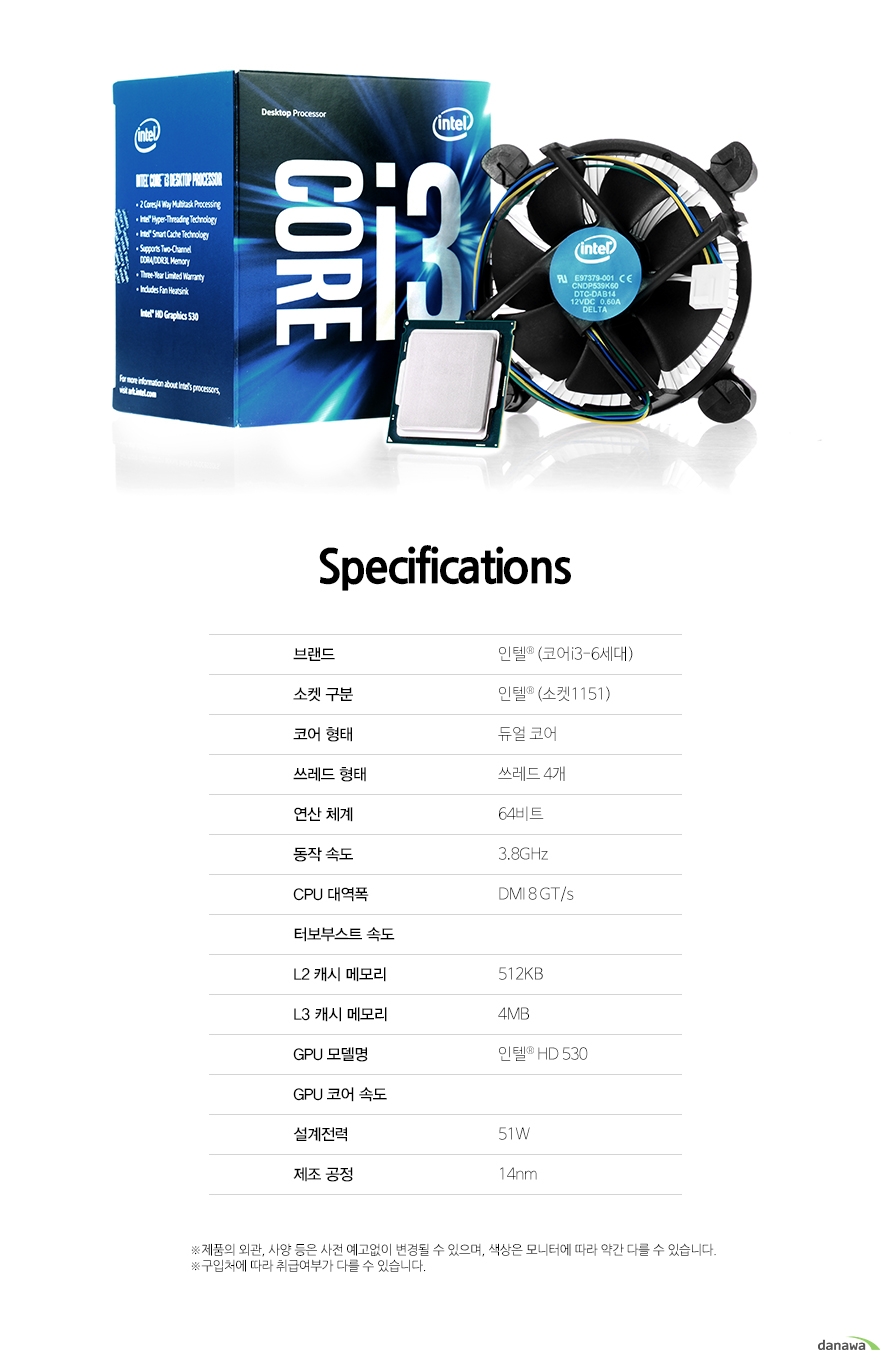 intel
INTEL® CORE™ i3 DESKTOP PROCESSOR
• 2 Cores/4 Way Multitask Processing
• Intel® Hyper-Threading Technology
• Intel® Smart Cache Technology
• Supports Two-Channel
DDR4/DDR3L Memory
• Three-Year Limited Warranty
• Includes Fan Heatsink
Intel® HD Graphics 530
For more information about Intel's processors,
visit ark.intel.com
Desktop Processor
intel
CORE i3
intel
E97379-001 CE
CNDP539K60
DTC-DAB14
12VDC 0.60A
DELTA
Specifications
브랜드 인텔® (코어i3-6세대)
소켓 구분 인텔® (소켓1151)
코어 형태 듀얼 코어
쓰레드 형태 쓰레드 4개
연산 체계 64비트
동작 속도 3.8GHz
CPU 대역폭 DMI 8 GT/s
터보부스트 속도
L2 캐시 메모리 512KB
L3 캐시 메모리 4MB
GPU 모델명 인텔® HD 530
GPU 코어 속도
설계전력 51W
제조 공정 14nm
※제품의 외관, 사양 등은 사전 예고없이 변경될 수 있으며, 색상은 모니터에 따라 약간 다를 수 있습니다.
※구입처에 따라 취급여부가 다를 수 있습니다.
danawa